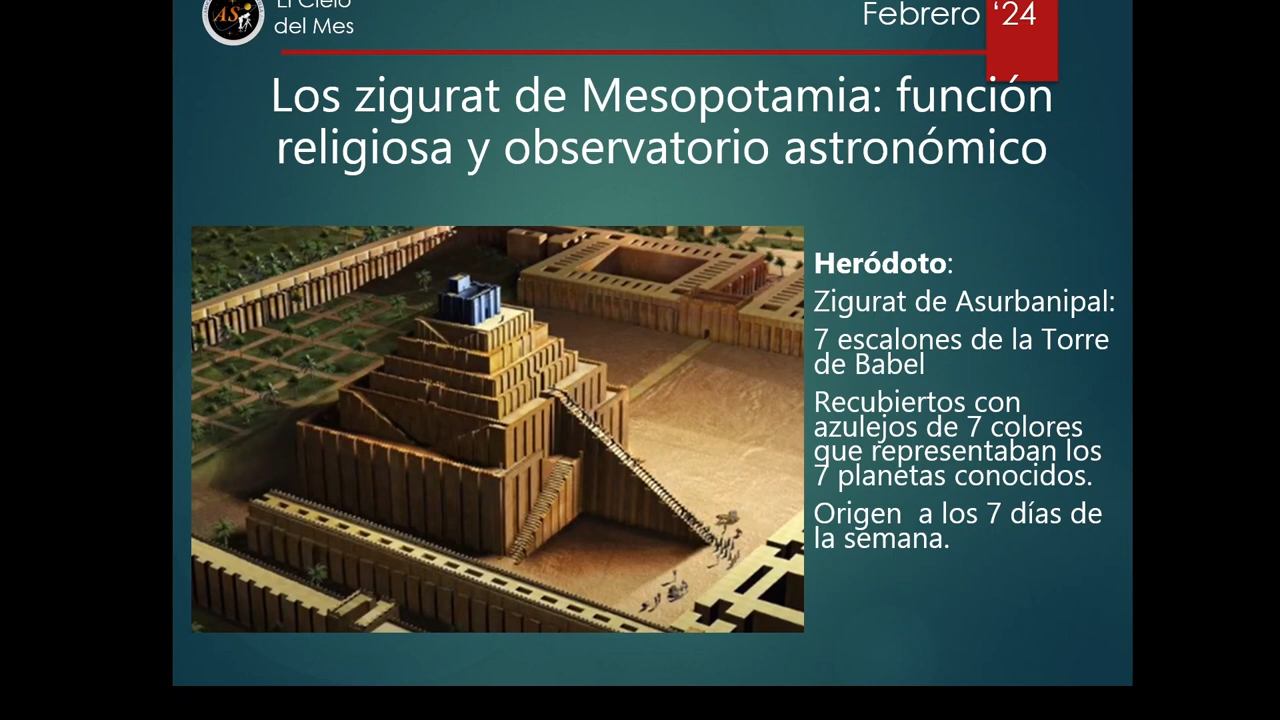 El Cielo
del Mes
Febrero ‘24
AS
Los zigurat de Mesopotamia: función
religiosa y observatorio astronómico
Heródoto:
Zigurat de Asurbanipal:
7 escalones de la Torre
de Babel
Recubiertos con
azulejos de 7 colores
que representaban los
7 planetas conocidos.
Origen  a los 7 días de
la semana.